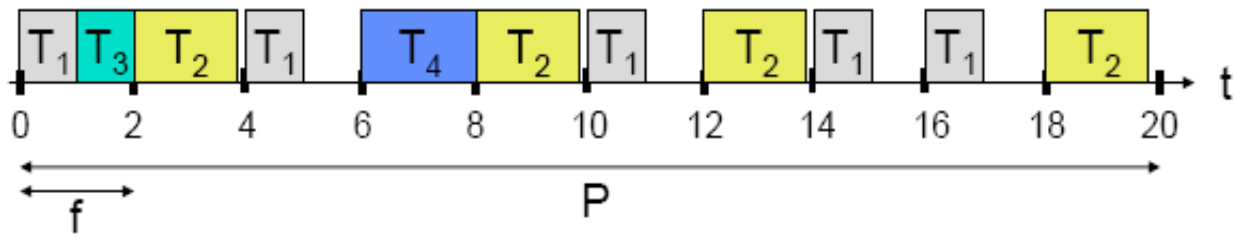 T₁ T₃ T₂ T₁ T₄ T₂ T₁ T₂ T₁ T₁ T₂
t
0 2 4 6 8 10 12 14 16 18 20
P
f